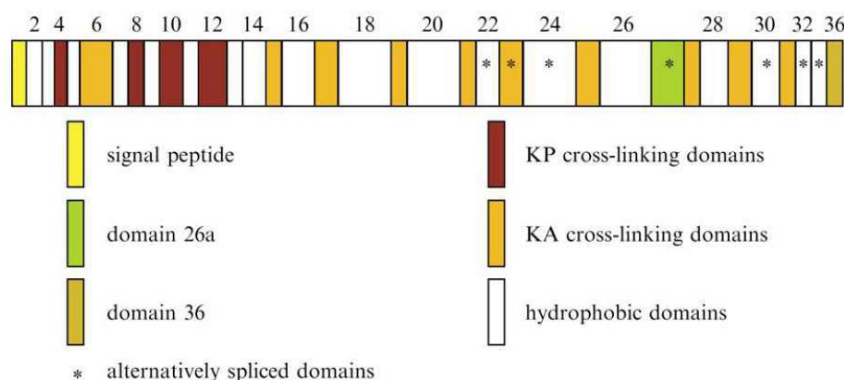 2 4 6 8 10 12 14 16 18 20 22 24 26 28 30 32 36
* * * * * * *
signal peptide
KP cross-linking domains
domain 26a
KA cross-linking domains
domain 36
hydrophobic domains
* alternatively spliced domains